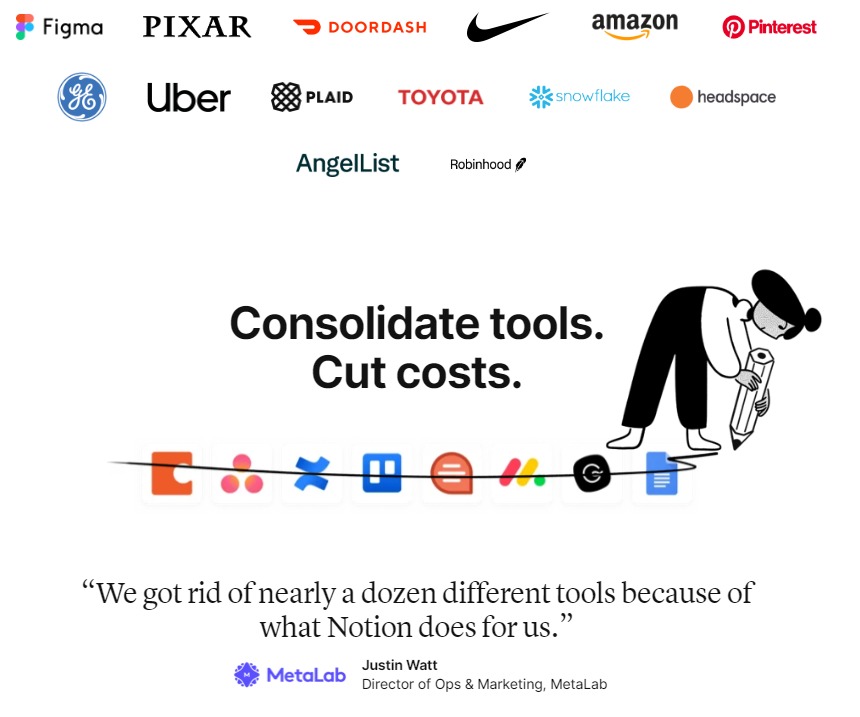 Figma PIXAR DOORDASH amazon Pinterest
GE Uber PLAID TOYOTA snowflake headspace
AngelList Robinhood
Consolidate tools.
Cut costs.
“We got rid of nearly a dozen different tools because of
what Notion does for us.”
MetaLab
Justin Watt
Director of Ops & Marketing, MetaLab